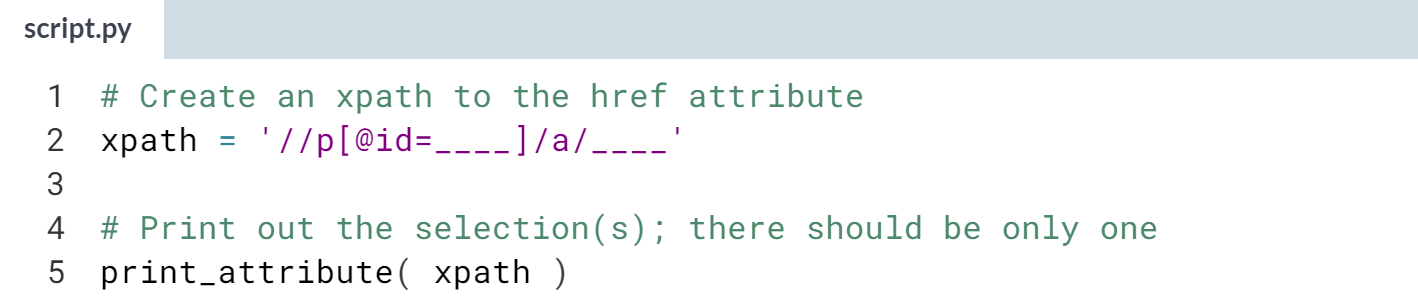 script.py
1 # Create an xpath to the href attribute
2 xpath = '//p[@id=____]/a/____'
3
4 # Print out the selection(s); there should be only one
5 print_attribute( xpath )